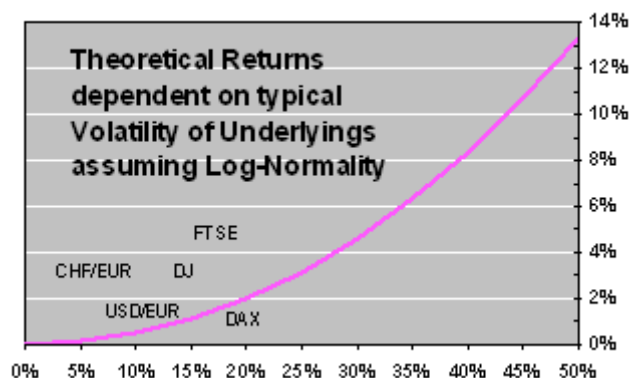 Theoretical Returns
dependent on typical
Volatility of Underlyings
assuming Log-Normality
14%
12%
10%
8%
6%
4%
2%
0%
FTSE
CHF/EUR
DJ
USD/EUR
DAX
0% 5% 10% 15% 20% 25% 30% 35% 40% 45% 50%